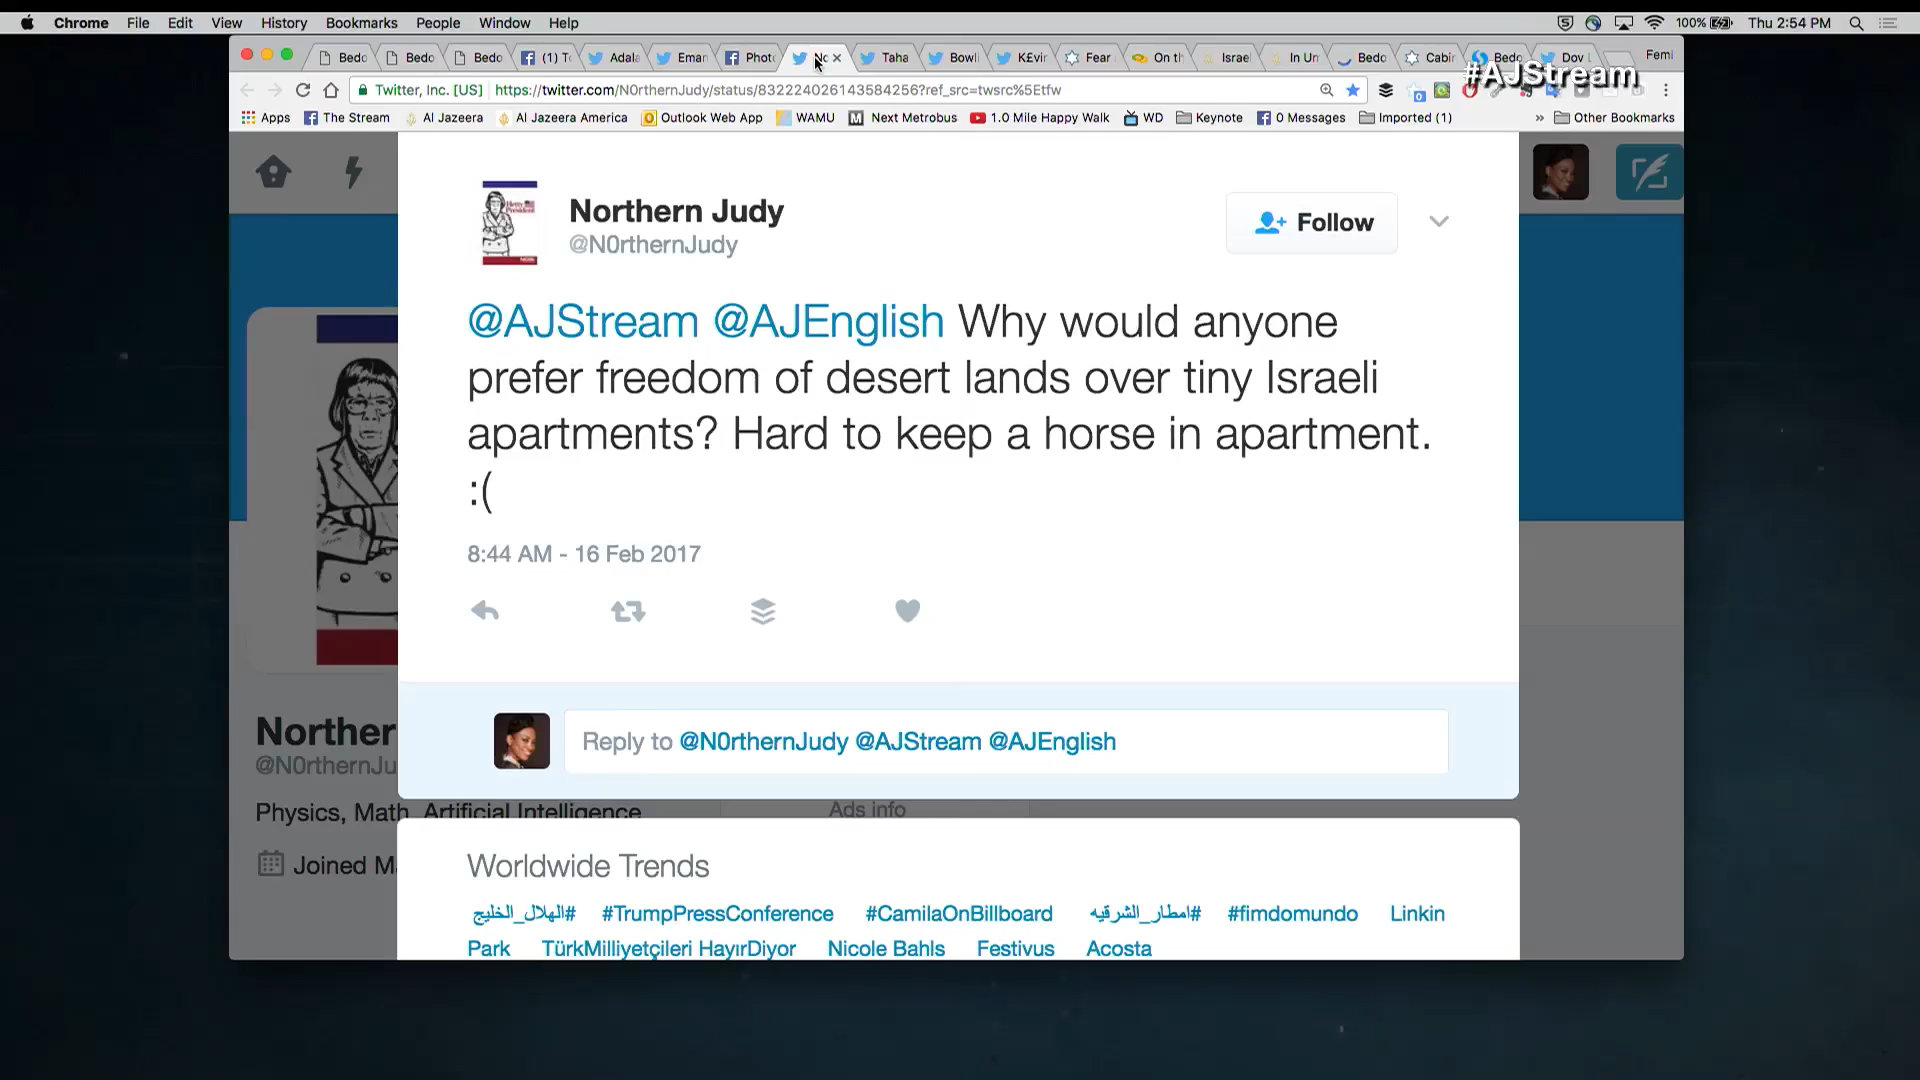 Chrome File Edit View History Bookmarks People Window Help 100% Thu 2:54 PM
Bedo Bedo Bedo (1) Adala Eman Phot Taha Bowli K£vir Fear On th Israe In Un Bedo Cabin Bedo Dov Femi
#AJStream
Twitter, Inc. [US] https://twitter.com/N0rthernJudy/status/832224026143584256?ref_src=twsrc%5Etfw
Apps The Stream Al Jazeera Al Jazeera America Outlook Web App WAMU Next Metrobus 1.0 Mile Happy Walk WD Keynote 0 Messages Imported (1) » Other Bookmarks
Northern Judy
@N0rthernJudy
Follow
@AJStream @AJEnglish Why would anyone
prefer freedom of desert lands over tiny Israeli
apartments? Hard to keep a horse in apartment.
:(
8:44 AM - 16 Feb 2017
Reply to @N0rthernJudy @AJStream @AJEnglish
Norther
@N0rthernJu
Physics, Math, Artificial Intelligence
Ads info
Joined M
Worldwide Trends
#الهلال_الخليج #TrumpPressConference #CamilaOnBillboard #امطار_الشرقيه #fimdomundo Linkin
Park TürkMilliyetçileri HayırDiyor Nicole Bahls Festivus Acosta